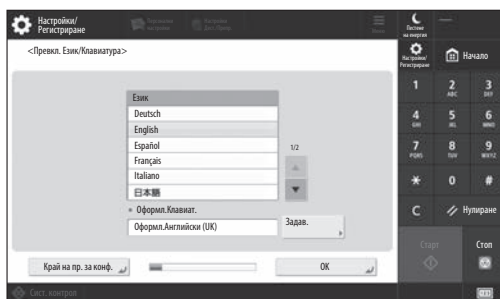 Настройки/
Регистриране
<Превкл. Език/Клавиатура>
Език
Deutsch
English
Español
Français
Italiano
日本語
1/2
Оформл.Клавиат.
Оформл.Английски (UK)
Задав.
Край на пр. за конф.
OK
Сист. контрол
Пестене
на енергия
Настройки/
Регистриране
Начало
1
2
ABC
3
DEF
4
GHI
5
JKL
6
MNO
7
PQRS
8
TUV
9
WXYZ
*
0
#
C
Нулиране
Старт
Стоп